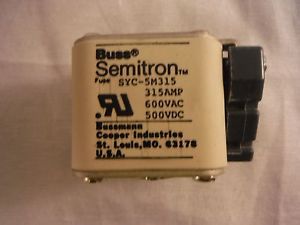 Buss®
Semitron™
Fuse SYC-5M315
315AMP
600VAC
500VDC
Bussmann
Cooper Industries
St. Louis, MO. 63178
U.S.A.